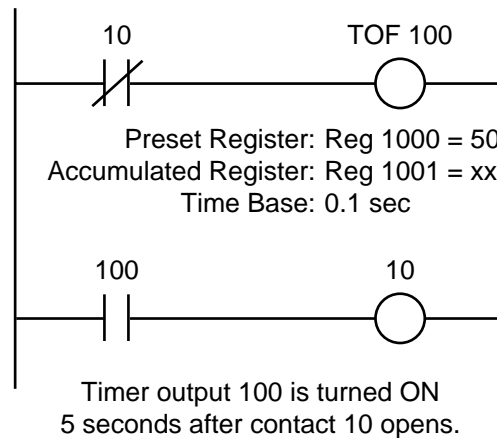 10 TOF 100
Preset Register: Reg 1000 = 50
Accumulated Register: Reg 1001 = xx
Time Base: 0.1 sec
100 10
Timer output 100 is turned ON
5 seconds after contact 10 opens.